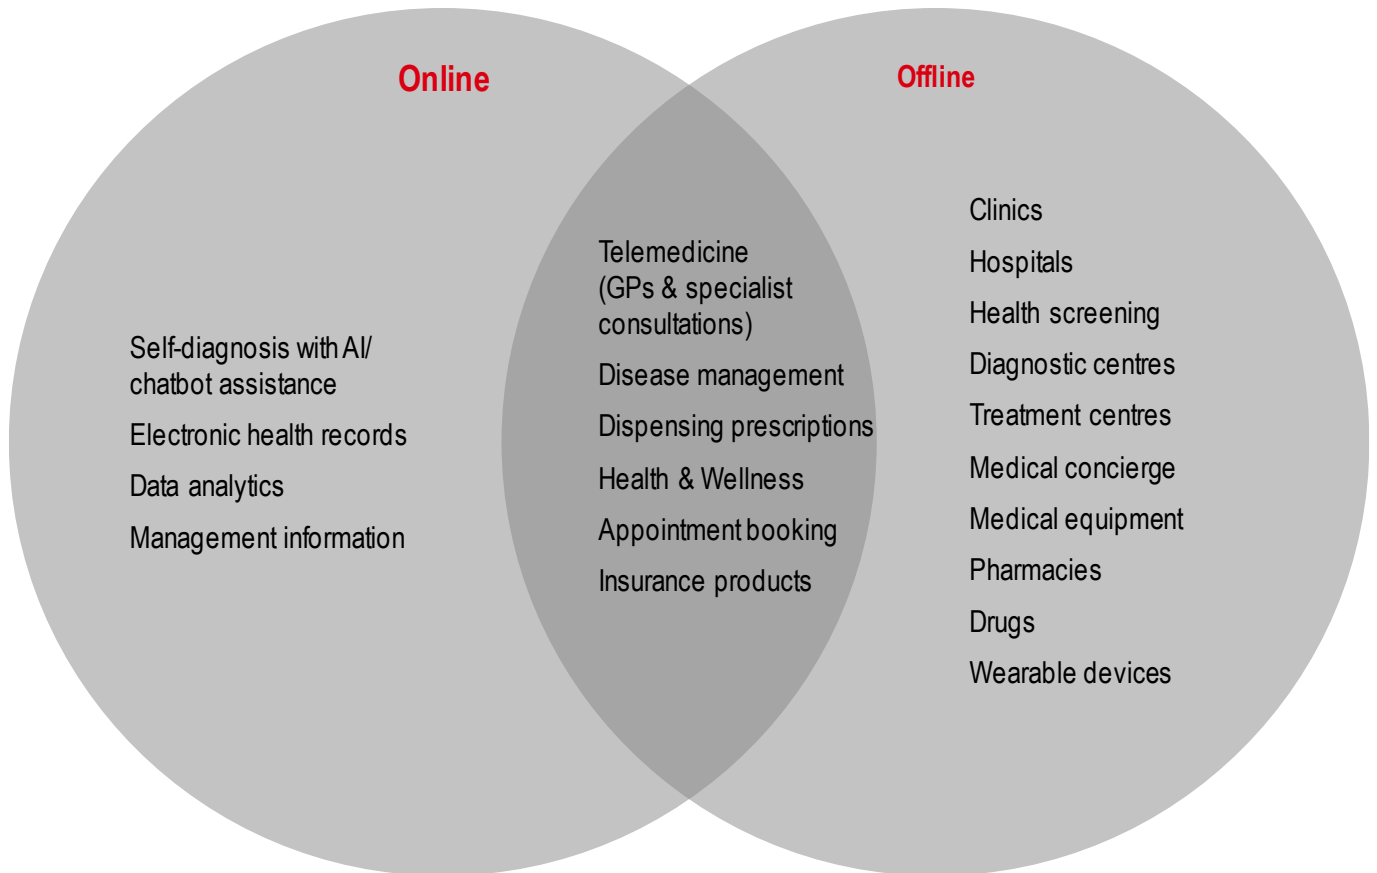 Online
Offline
Self-diagnosis with AI/
chatbot assistance
Electronic health records
Data analytics
Management information
Telemedicine
(GPs & specialist
consultations)
Disease management
Dispensing prescriptions
Health & Wellness
Appointment booking
Insurance products
Clinics
Hospitals
Health screening
Diagnostic centres
Treatment centres
Medical concierge
Medical equipment
Pharmacies
Drugs
Wearable devices